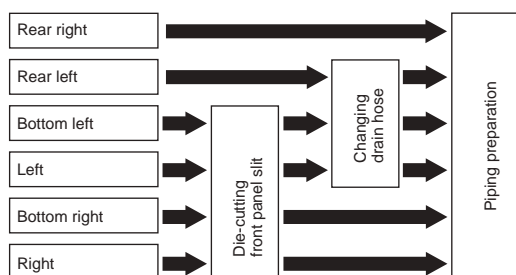 Rear right
Rear left
Bottom left
Left
Bottom right
Right
Die-cutting
front panel slit
Changing
drain hose
Piping preparation